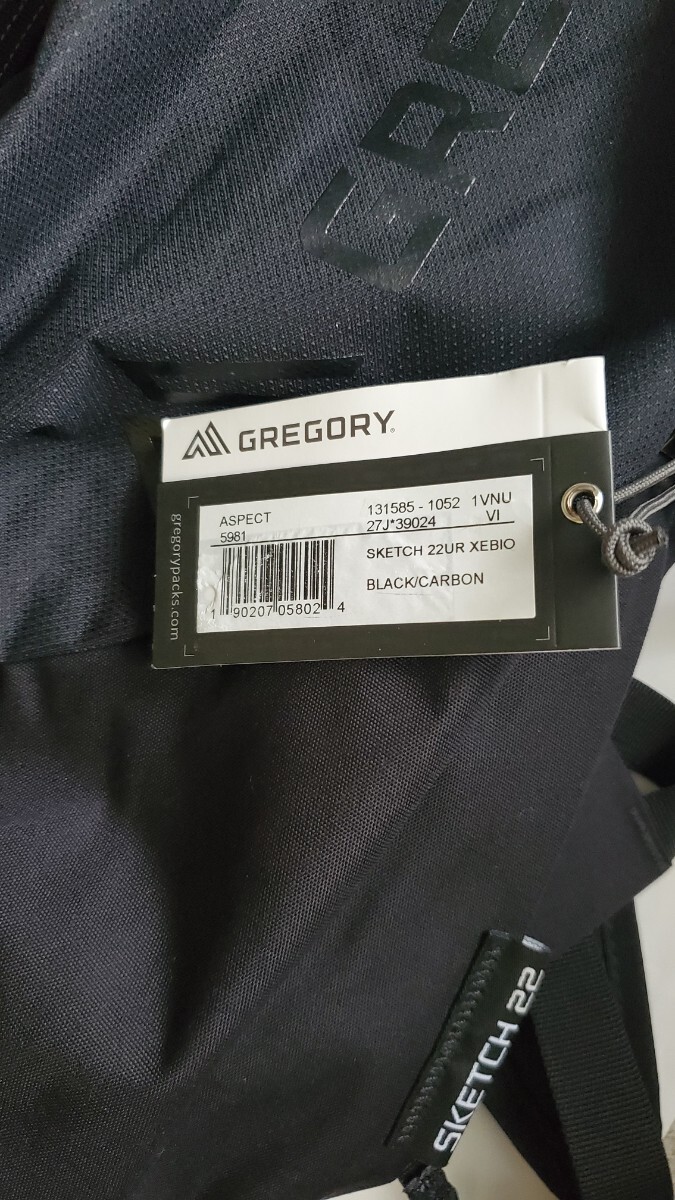 GRE
GREGORY®
gregorypacks.com
ASPECT 131585 - 1052 1VNU
5981 27J*39024 VI
SKETCH 22UR XEBIO
BLACK/CARBON
1 90207 05802 4
SKETCH 22